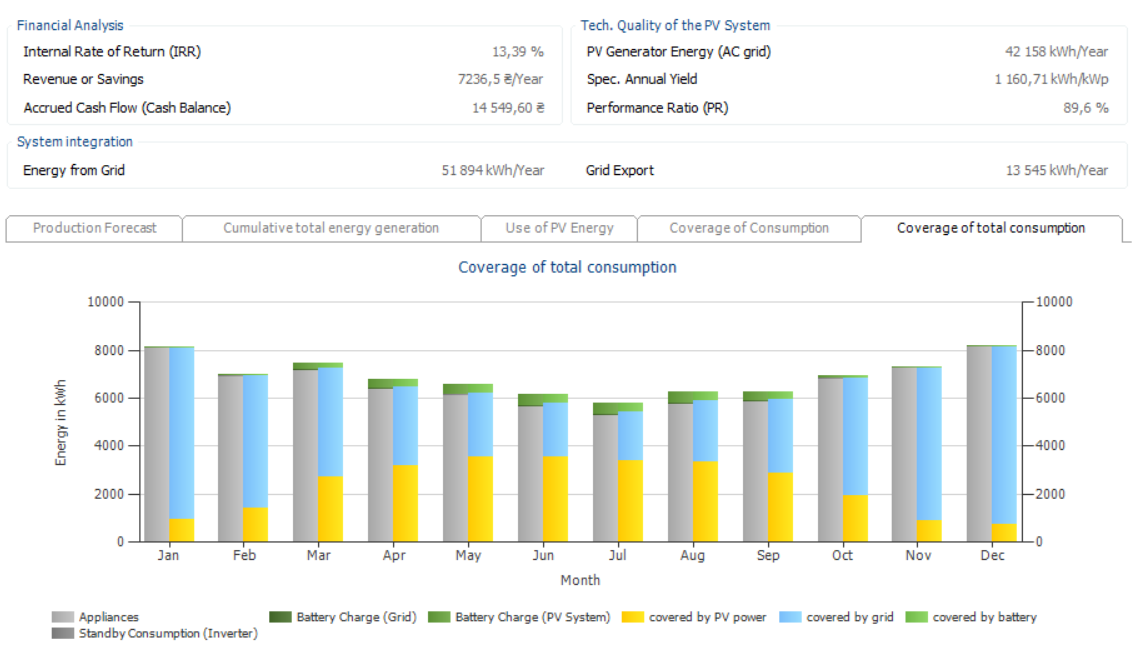 Financial Analysis
Internal Rate of Return (IRR) 13,39 %
Revenue or Savings 7236,5 ₴/Year
Accrued Cash Flow (Cash Balance) 14 549,60 ₴
Tech. Quality of the PV System
PV Generator Energy (AC grid) 42 158 kWh/Year
Spec. Annual Yield 1 160,71 kWh/kWp
Performance Ratio (PR) 89,6 %
System integration
Energy from Grid 51 894 kWh/Year Grid Export 13 545 kWh/Year
Production Forecast Cumulative total energy generation Use of PV Energy Coverage of Consumption Coverage of total consumption
Coverage of total consumption
Energy in kWh
10000 10000
8000 8000
6000 6000
4000 4000
2000 2000
0 0
Jan Feb Mar Apr May Jun Jul Aug Sep Oct Nov Dec
Month
Appliances Battery Charge (Grid) Battery Charge (PV System) covered by PV power covered by grid covered by battery
Standby Consumption (Inverter)